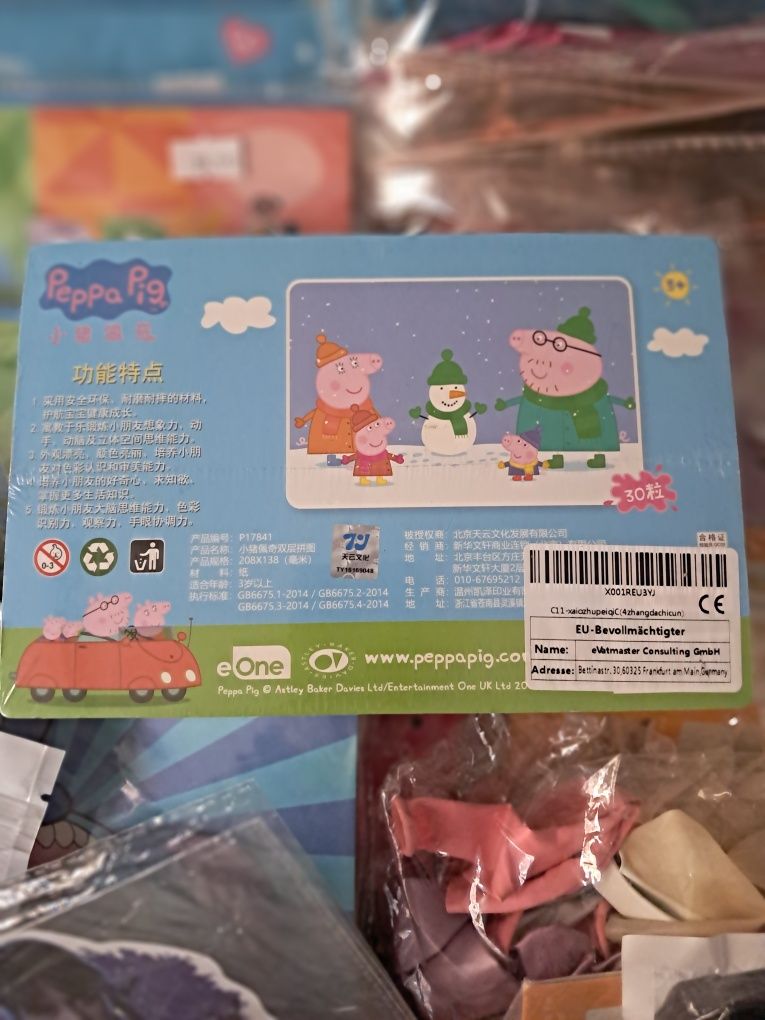 Peppa Pig
小猪佩奇
功能特点
1 采用安全环保、耐磨耐摔的材料，
护航宝宝健康成长。
2 寓教于乐锻炼小朋友想象力、动
手、动脑及立体空间思维能力。
3 外观漂亮，颜色亮丽，培养小朋
友对色彩认识和审美能力。
4 培养小朋友的好奇心、求知欲，
掌握更多生活知识。
5 锻炼小朋友大脑思维能力、色彩
识别力、观察力、手眼协调力。
30粒
0-3
产品编号： P17841
产品名称： 小猪佩奇双层拼图
产品规格： 208X138（毫米）
材 料： 纸
适合年龄： 3岁以上
执行标准： GB6675.1-2014 / GB6675.2-2014
GB6675.3-2014 / GB6675.4-2014
天云文化
TY15169048
被授权商： 北京天云文化发展有限公司
经 销 商： 新华文轩商业连锁
地 址： 北京丰台区方庄
新华文轩大厦
电 话： 010-67695212
生 产 商： 温州凯泽印业有
地 址： 浙江省苍南县灵溪镇
合格证
X001REU3YJ
C11-xaiozhupeiqiC(4zhangdachicun)
CE
EU-Bevollmächtigter
Name: eVatmaster Consulting GmbH
Adresse: Bettinastr. 30,60325 Frankfurt am Main,Germany
eOne
ASTLEY BAKER DAVIES
www.peppapig.co
Peppa Pig © Astley Baker Davies Ltd/Entertainment One UK Ltd 20